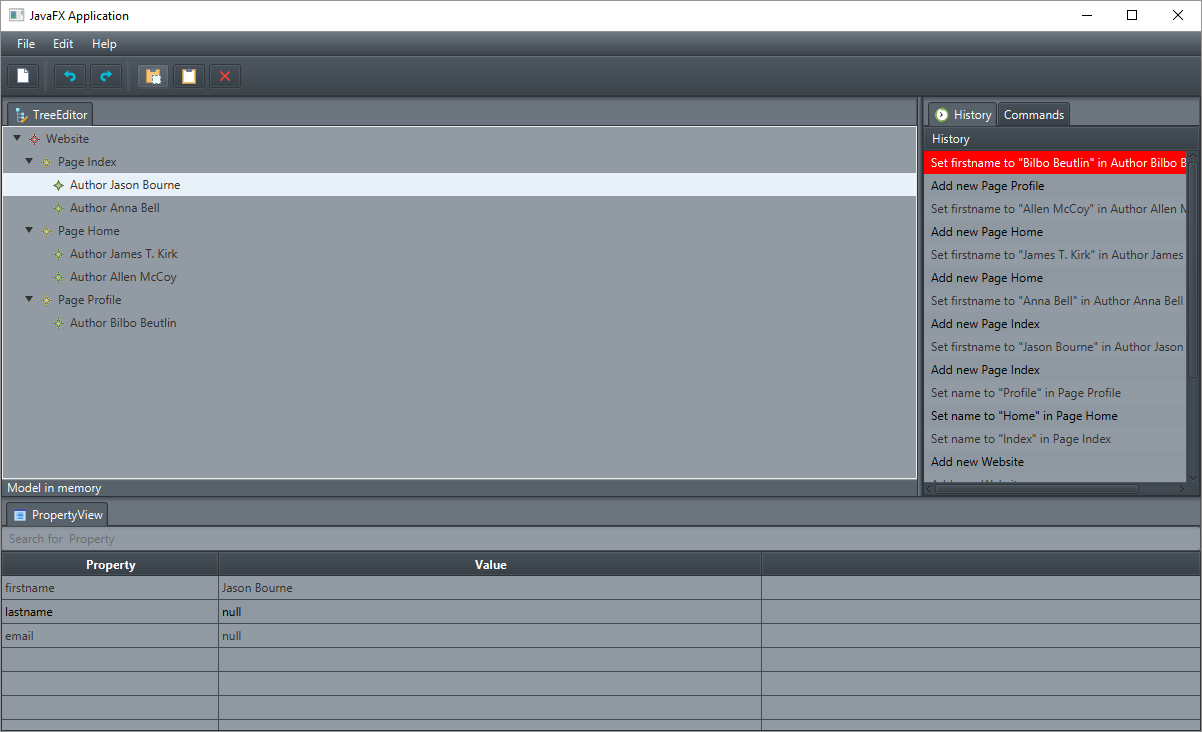 JavaFX Application
File Edit Help
TreeEditor
Website
Page Index
Author Jason Bourne
Author Anna Bell
Page Home
Author James T. Kirk
Author Allen McCoy
Page Profile
Author Bilbo Beutlin
Model in memory
History Commands
History
Set firstname to "Bilbo Beutlin" in Author Bilbo B
Add new Page Profile
Set firstname to "Allen McCoy" in Author Allen M
Add new Page Home
Set firstname to "James T. Kirk" in Author James
Add new Page Home
Set firstname to "Anna Bell" in Author Anna Bell
Add new Page Index
Set firstname to "Jason Bourne" in Author Jason
Add new Page Index
Set name to "Profile" in Page Profile
Set name to "Home" in Page Home
Set name to "Index" in Page Index
Add new Website
PropertyView
Search for Property
Property Value
firstname Jason Bourne
lastname null
email null